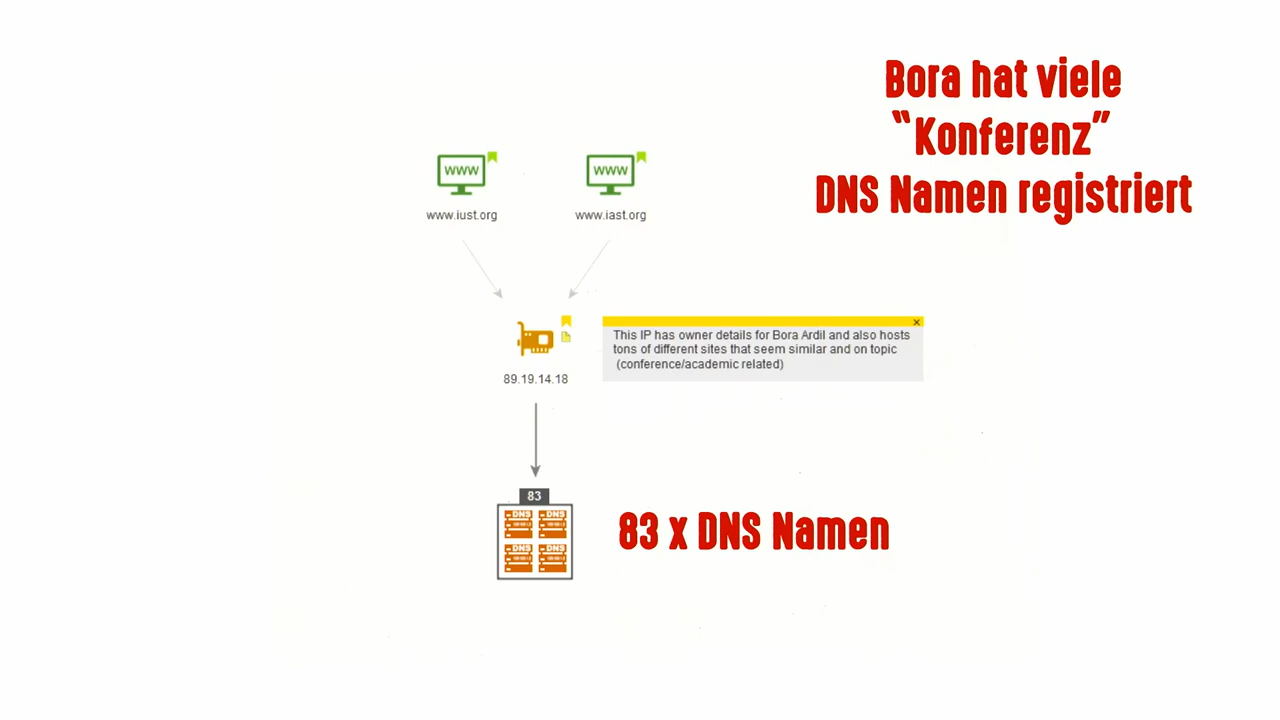 Bora hat viele
“Konferenz”
DNS Namen registriert
WWW
WWW
www.iust.org
www.iast.org
This IP has owner details for Bora Ardil and also hosts
tons of different sites that seem similar and on topic
(conference/academic related)
89.19.14.18
83
DNS DNS
DNS DNS
83 x DNS Namen